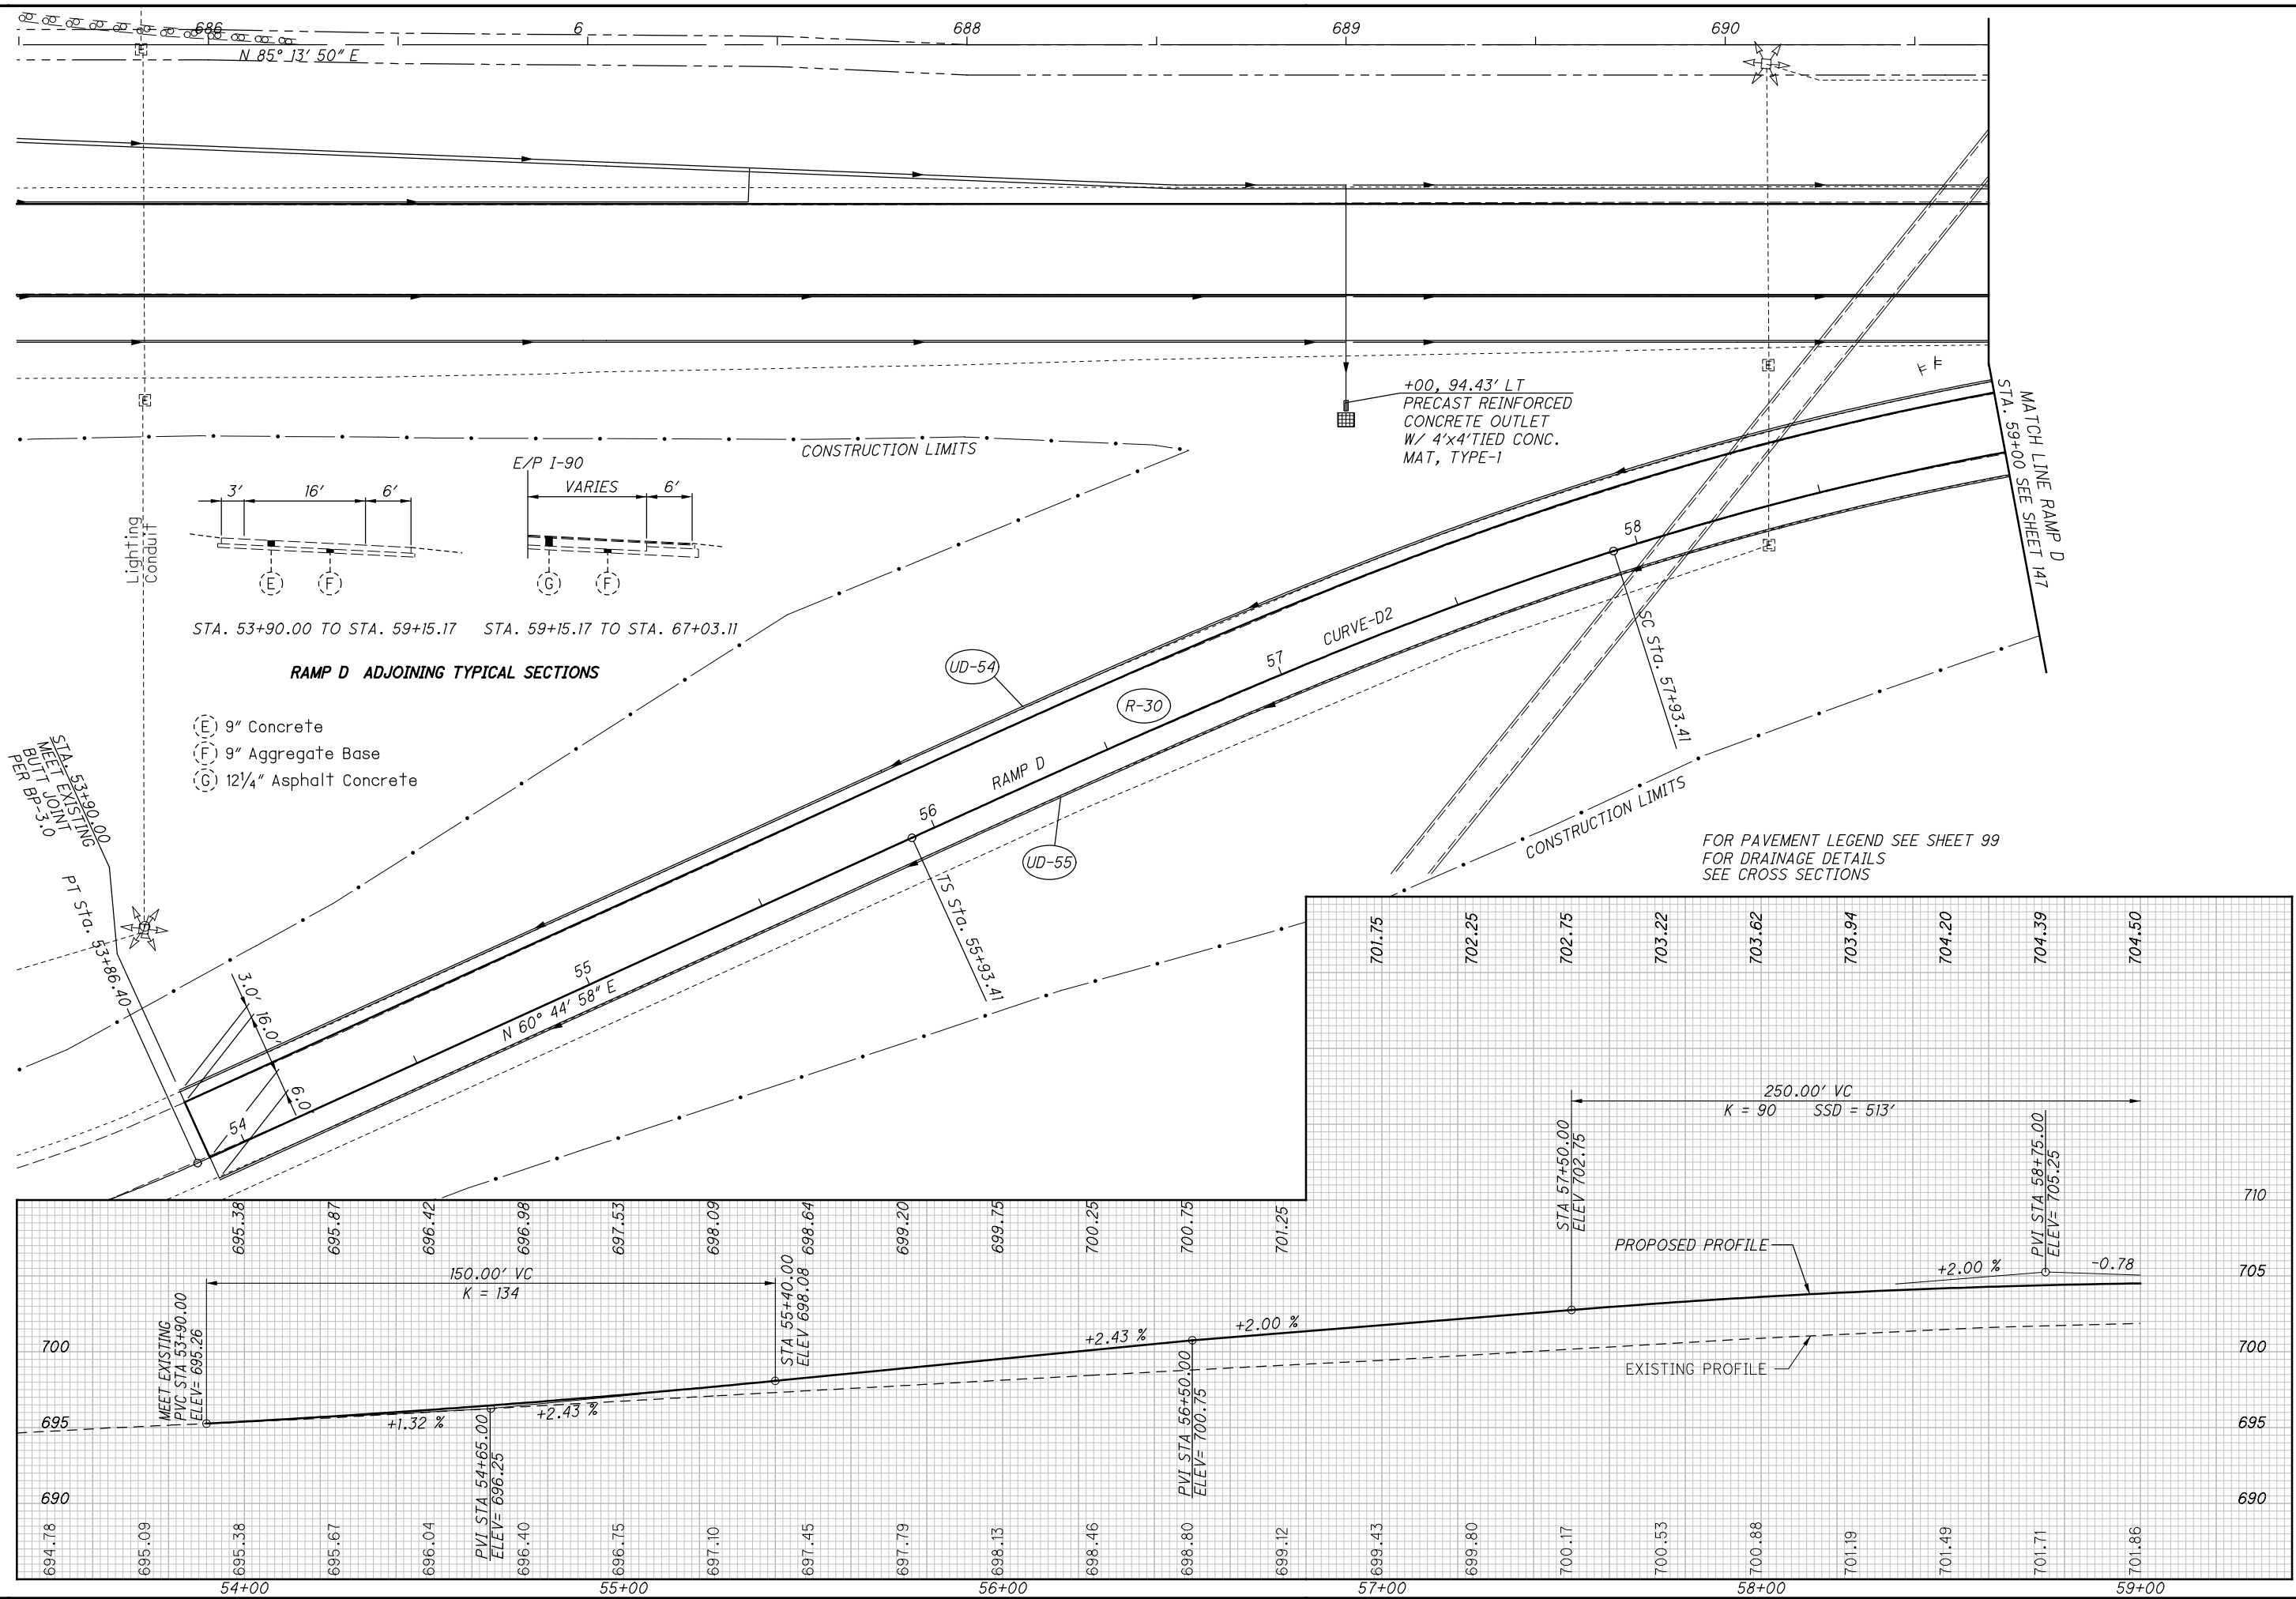 686
6
688
689
690
N 85° 13' 50" E
+00, 94.43' LT
PRECAST REINFORCED
CONCRETE OUTLET
W/ 4'x4'TIED CONC.
MAT, TYPE-1
MATCH LINE RAMP D
STA. 59+00 SEE SHEET 147
CONSTRUCTION LIMITS
E/P I-90
3'
16'
6'
VARIES
6'
Lighting
Conduit
E
F
G
F
STA. 53+90.00 TO STA. 59+15.17
STA. 59+15.17 TO STA. 67+03.11
RAMP D ADJOINING TYPICAL SECTIONS
E 9" Concrete
F 9" Aggregate Base
G 12¼" Asphalt Concrete
STA. 53+90.00
MEET EXISTING
BUTT JOINT
PER BP-3.0
PT Sta. 53+86.40
3.0'
16.0'
6.0'
54
55
56
57
58
N 60° 44' 58" E
TS Sta. 55+93.41
SC Sta. 57+93.41
RAMP D
CURVE-D2
UD-54
R-30
UD-55
CONSTRUCTION LIMITS
FOR PAVEMENT LEGEND SEE SHEET 99
FOR DRAINAGE DETAILS
SEE CROSS SECTIONS
701.75
702.25
702.75
703.22
703.62
703.94
704.20
704.39
704.50
250.00' VC
K = 90 SSD = 513'
STA 57+50.00
ELEV 702.75
PVI STA 58+75.00
ELEV= 705.25
695.38
695.87
696.42
696.98
697.53
698.09
698.64
699.20
699.75
700.25
700.75
701.25
710
705
700
695
690
700
695
690
PROPOSED PROFILE
EXISTING PROFILE
+2.00 %
-0.78
150.00' VC
K = 134
MEET EXISTING
PVC STA 53+90.00
ELEV= 695.26
STA 55+40.00
ELEV 698.08
+1.32 %
+2.43 %
PVI STA 54+65.00
ELEV= 696.25
+2.43 %
+2.00 %
PVI STA 56+50.00
ELEV= 700.75
694.78
695.09
695.38
695.67
696.04
696.40
696.75
697.10
697.45
697.79
698.13
698.46
698.80
699.12
699.43
699.80
700.17
700.53
700.88
701.19
701.49
701.71
701.86
54+00
55+00
56+00
57+00
58+00
59+00